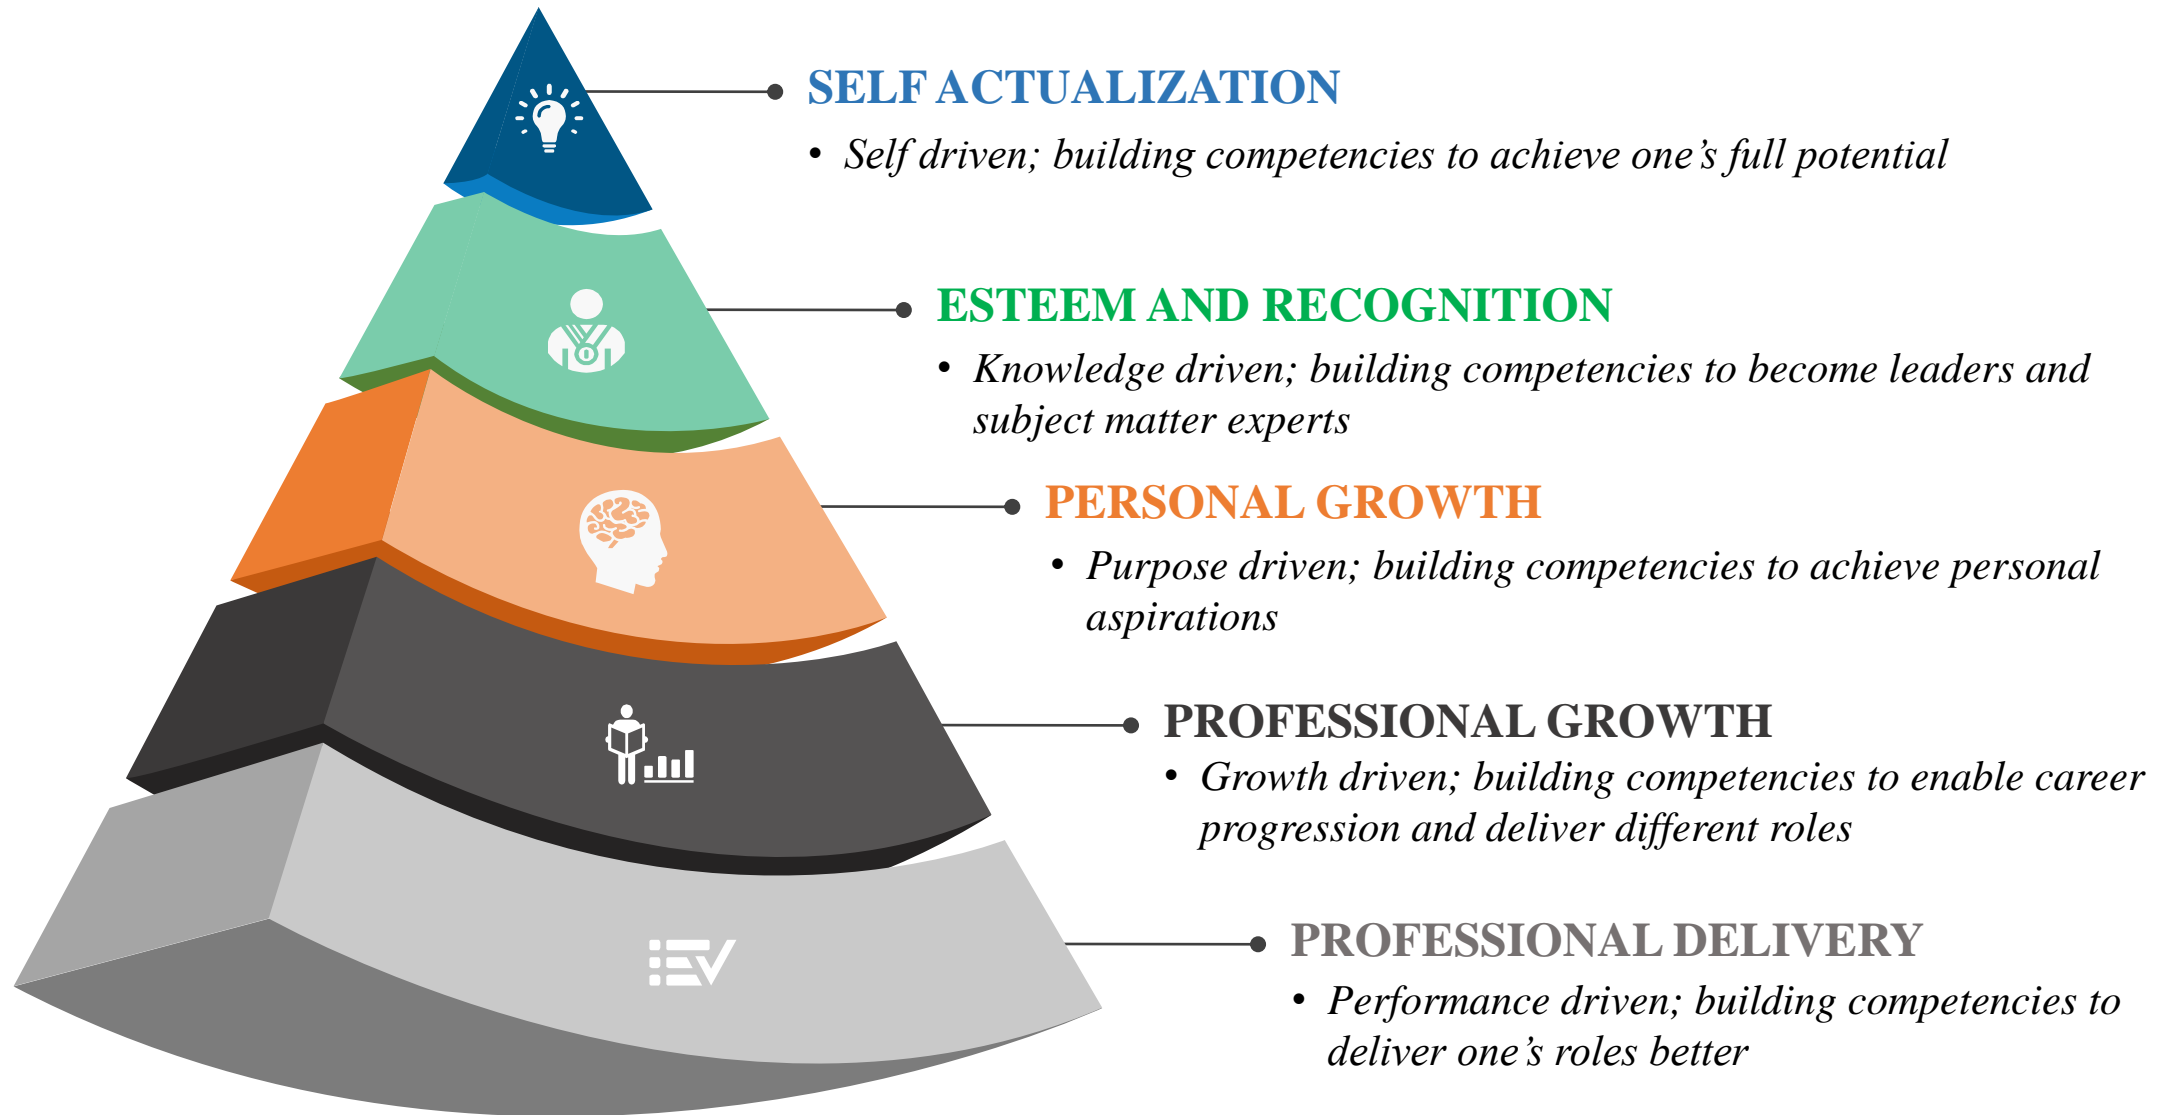 SELF ACTUALIZATION
• Self driven; building competencies to achieve one’s full potential
ESTEEM AND RECOGNITION
• Knowledge driven; building competencies to become leaders and
subject matter experts
PERSONAL GROWTH
• Purpose driven; building competencies to achieve personal
aspirations
PROFESSIONAL GROWTH
• Growth driven; building competencies to enable career
progression and deliver different roles
PROFESSIONAL DELIVERY
• Performance driven; building competencies to
deliver one’s roles better